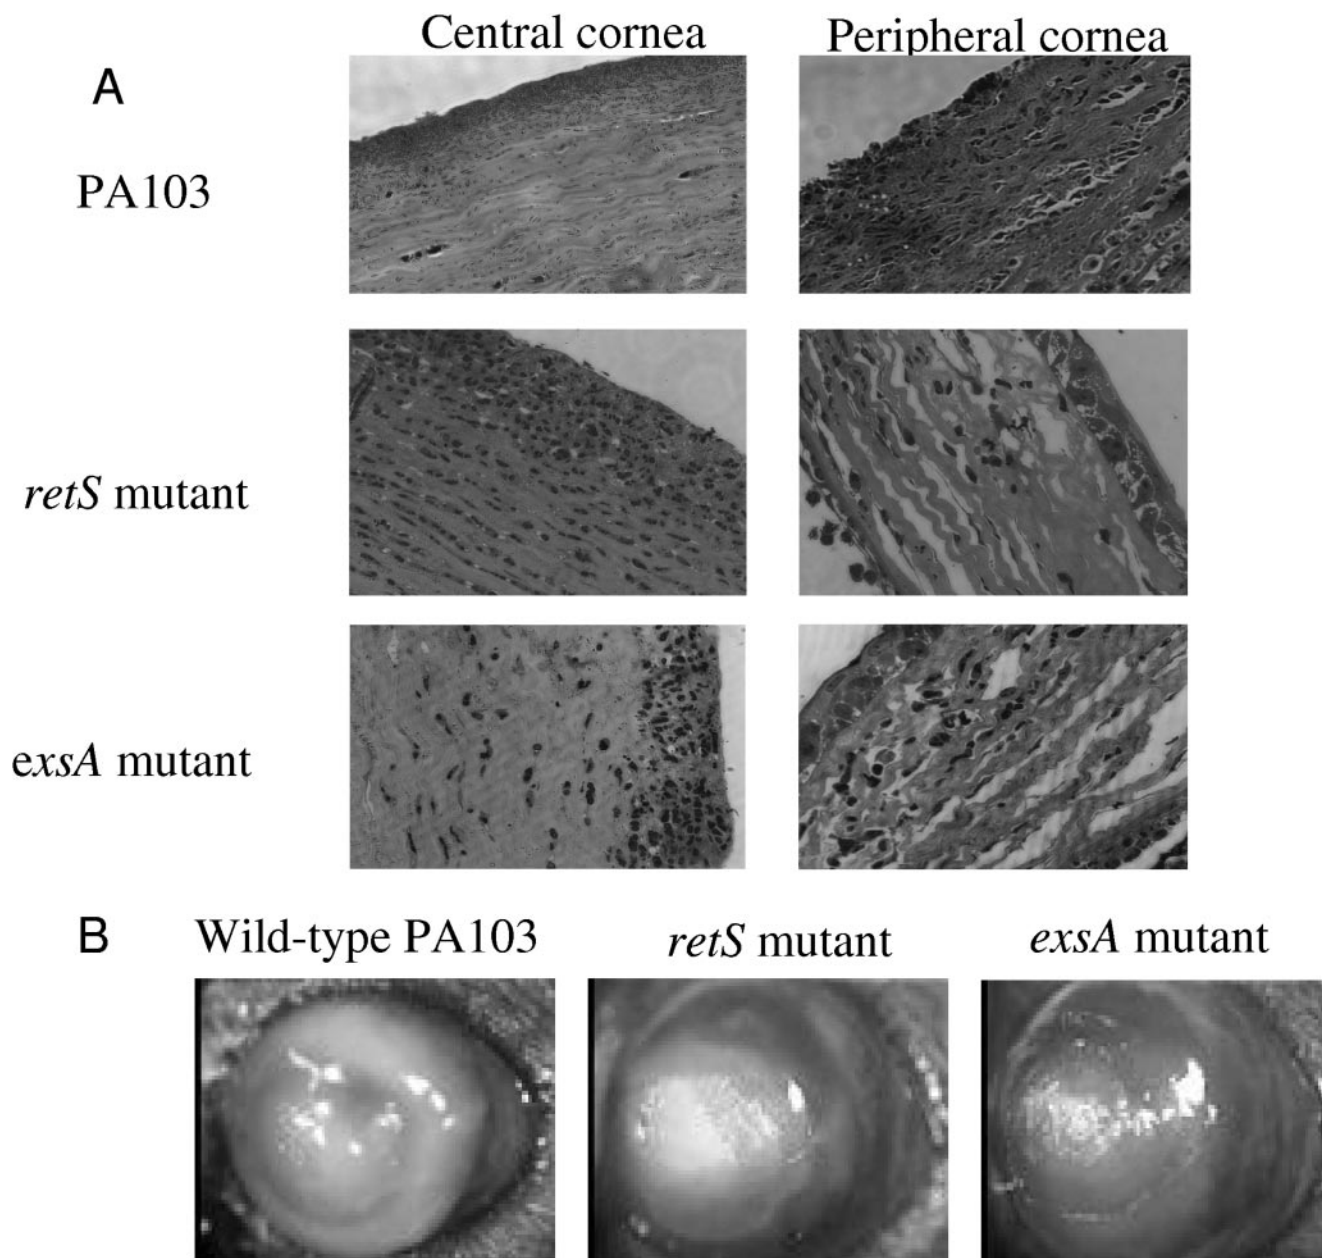 Central cornea
Peripheral cornea
A
PA103
retS mutant
exsA mutant
B
Wild-type PA103
retS mutant
exsA mutant